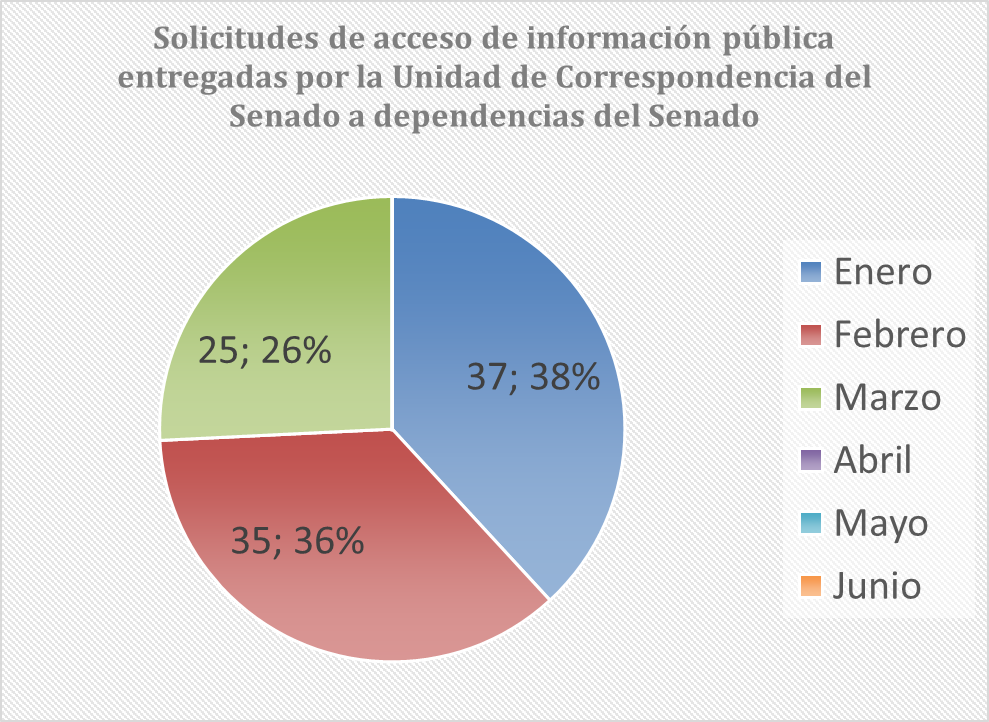 Solicitudes de acceso de información pública
entregadas por la Unidad de Correspondencia del
Senado a dependencias del Senado
25; 26%
37; 38%
35; 36%
Enero
Febrero
Marzo
Abril
Mayo
Junio